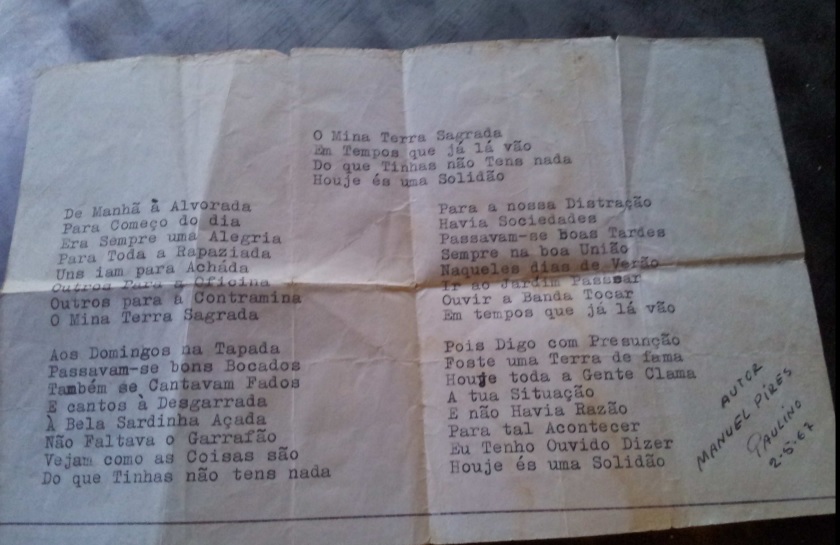 O Mina Terra Sagrada
Em Tempos que já lá vão
Do que Tinhas não Tens nada
Houje és uma Solidão
De Manhã à Alvorada
Para Começo do dia
Era Sempre uma Alegria
Para Toda a Rapaziada
Uns iam para Acháda
Outros Para a Oficina
Outros para a Contramina
O Mina Terra Sagrada
Aos Domingos na Tapada
Passavam-se bons Bocados
Também se Cantavam Fados
E cantos à Desgarrada
À Bela Sardinha Açada
Não Faltava o Garrafão
Vejam como as Coisas são
Do que Tinhas não tens nada
Para a nossa Distração
Havia Sociedades
Passavam-se boas Tardes
Sempre na boa União
Naqueles dias de Verão
Ir ao Jardim Passear
Ouvir a Banda Tocar
Em tempos que já lá vão
Pois Digo com Presunção
Foste uma Terra de fama
Houje toda a Gente Clama
A tua Situação
E não Havia Razão
Para tal Acontecer
Eu Tenho Ouvido Dizer
Houje és uma Solidão
AUTOR
MANUEL PIRES
PAULINO
2-5-67